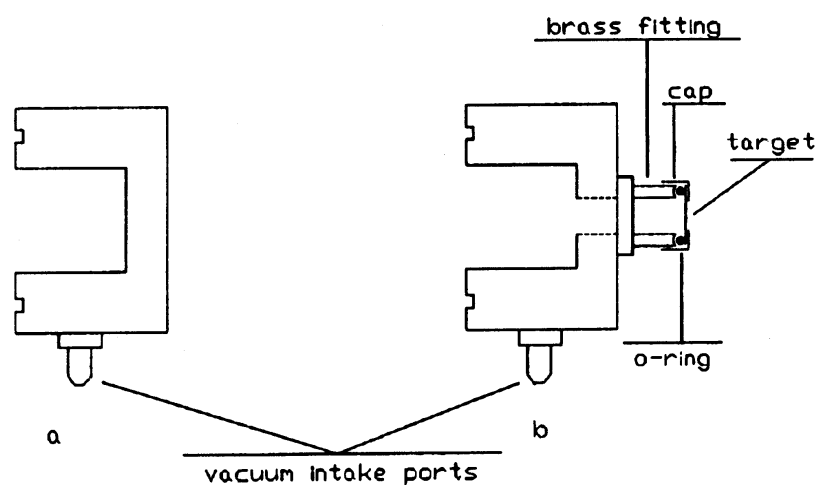 brass fitting
cap
target
o-ring
a
b
vacuum intake ports